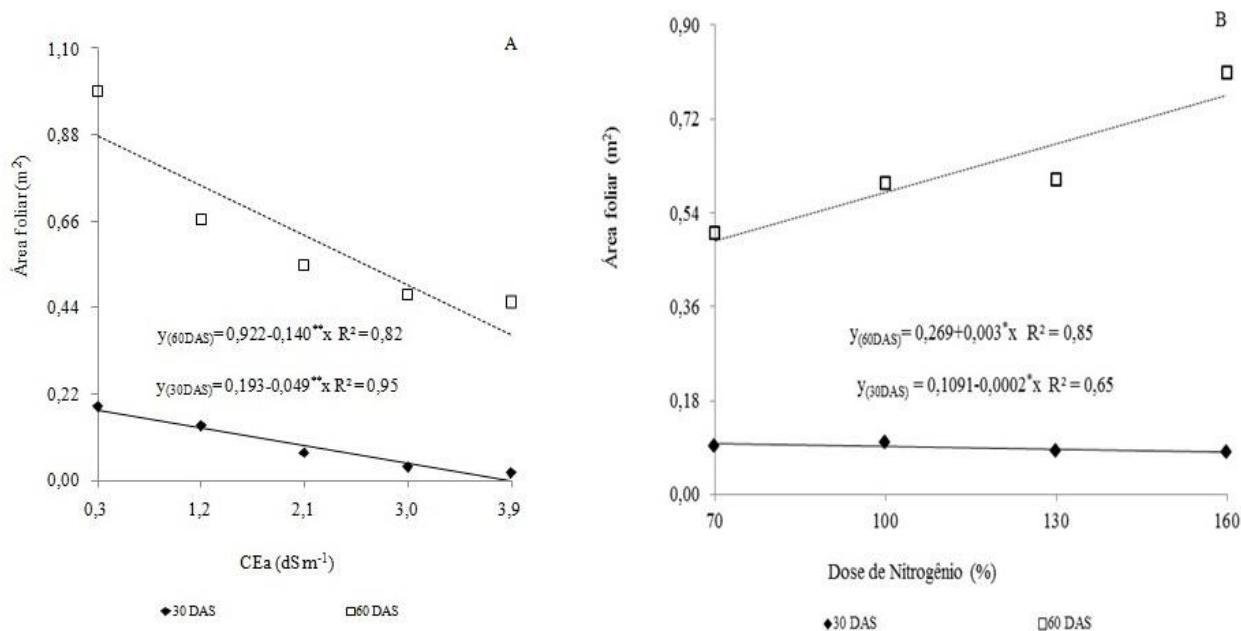 A
Área foliar (m²)
1,10
0,88
0,66
0,44
0,22
0,00
y(60DAS)= 0,922-0,140**x R² = 0,82
y(30DAS)= 0,193-0,049**x R² = 0,95
0,3 1,2 2,1 3,0 3,9
CEa (dS m-1)
30 DAS 60 DAS
B
Área foliar (m²)
0,90
0,72
0,54
0,36
0,18
0,00
y(60DAS) = 0,269+0,003*x R² = 0,85
y(30DAS) = 0,1091-0,0002*x R² = 0,65
70 100 130 160
Dose de Nitrogênio (%)
30 DAS 60 DAS